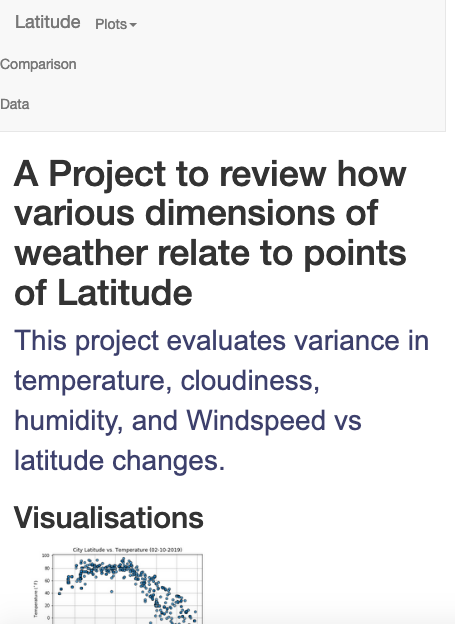 Latitude Plots
Comparison
Data
A Project to review how
various dimensions of
weather relate to points
of Latitude
This project evaluates variance in
temperature, cloudiness,
humidity, and Windspeed vs
latitude changes.
Visualisations
City Latitude vs. Temperature (02-10-2019)
100
80
60
40
20
0
Temperature (°F)